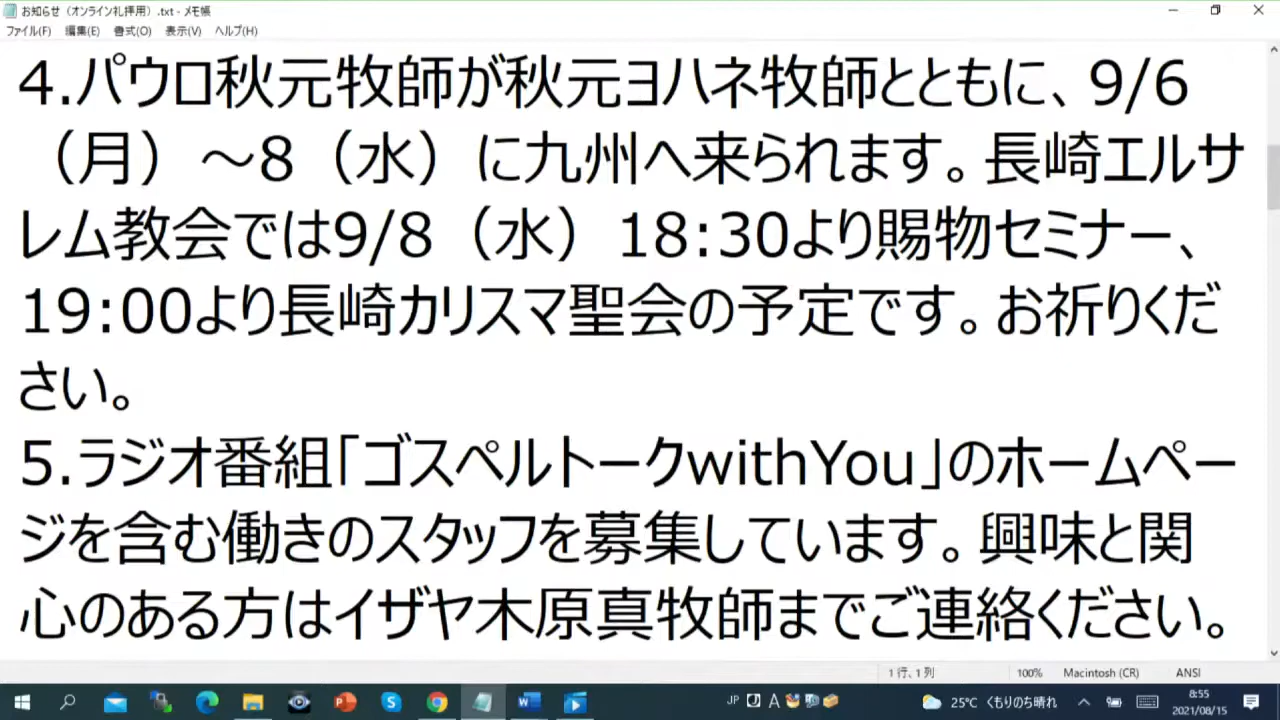 お知らせ（オンライン礼拝用）.txt - メモ帳
ファイル(F) 編集(E) 書式(O) 表示(V) ヘルプ(H)
4.パウロ秋元牧師が秋元ヨハネ牧師とともに、9/6
（月）～8（水）に九州へ来られます。長崎エルサ
レム教会では9/8（水）18:30より賜物セミナー、
19:00より長崎カリスマ聖会の予定です。お祈りくだ
さい。
5.ラジオ番組「ゴスペルトークwithYou」のホームペー
ジを含む働きのスタッフを募集しています。興味と関
心のある方はイザヤ木原真牧師までご連絡ください。
1 行、1 列 100% Macintosh (CR) ANSI
JP A 25°C くもりのち晴れ 8:55
2021/08/15